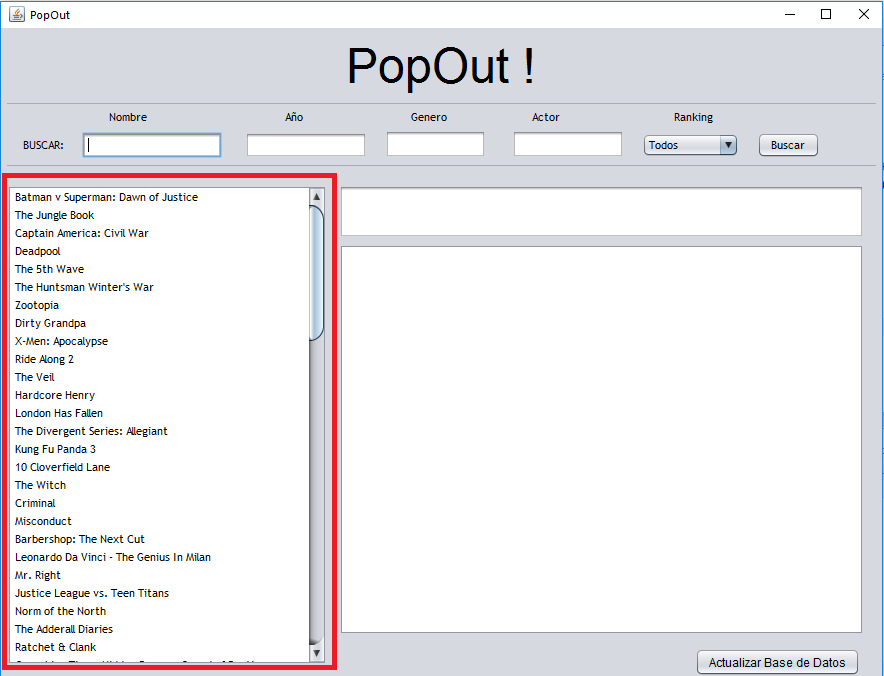 PopOut
PopOut !
Nombre Año Genero Actor Ranking
BUSCAR: Todos Buscar
Batman v Superman: Dawn of Justice
The Jungle Book
Captain America: Civil War
Deadpool
The 5th Wave
The Huntsman Winter's War
Zootopia
Dirty Grandpa
X-Men: Apocalypse
Ride Along 2
The Veil
Hardcore Henry
London Has Fallen
The Divergent Series: Allegiant
Kung Fu Panda 3
10 Cloverfield Lane
The Witch
Criminal
Misconduct
Barbershop: The Next Cut
Leonardo Da Vinci - The Genius In Milan
Mr. Right
Justice League vs. Teen Titans
Norm of the North
The Adderall Diaries
Ratchet & Clank
Actualizar Base de Datos